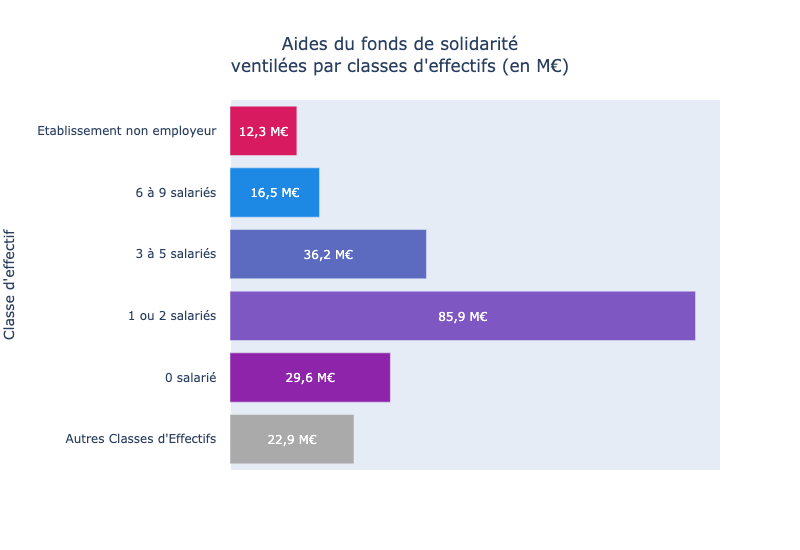 Aides du fonds de solidarité
ventilées par classes d'effectifs (en M€)
Classe d'effectif
Etablissement non employeur
12,3 M€
6 à 9 salariés
16,5 M€
3 à 5 salariés
36,2 M€
1 ou 2 salariés
85,9 M€
0 salarié
29,6 M€
Autres Classes d'Effectifs
22,9 M€